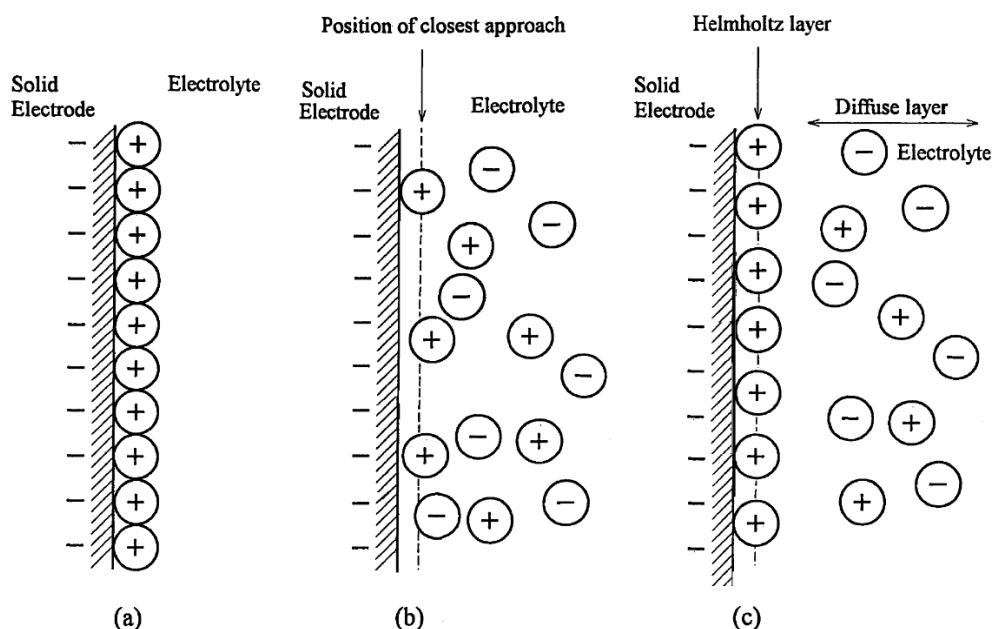 Position of closest approach
Helmholtz layer
Solid
Electrode
Electrolyte
Solid
Electrode
Electrolyte
Solid
Electrode
Diffuse layer
Electrolyte
(a)
(b)
(c)